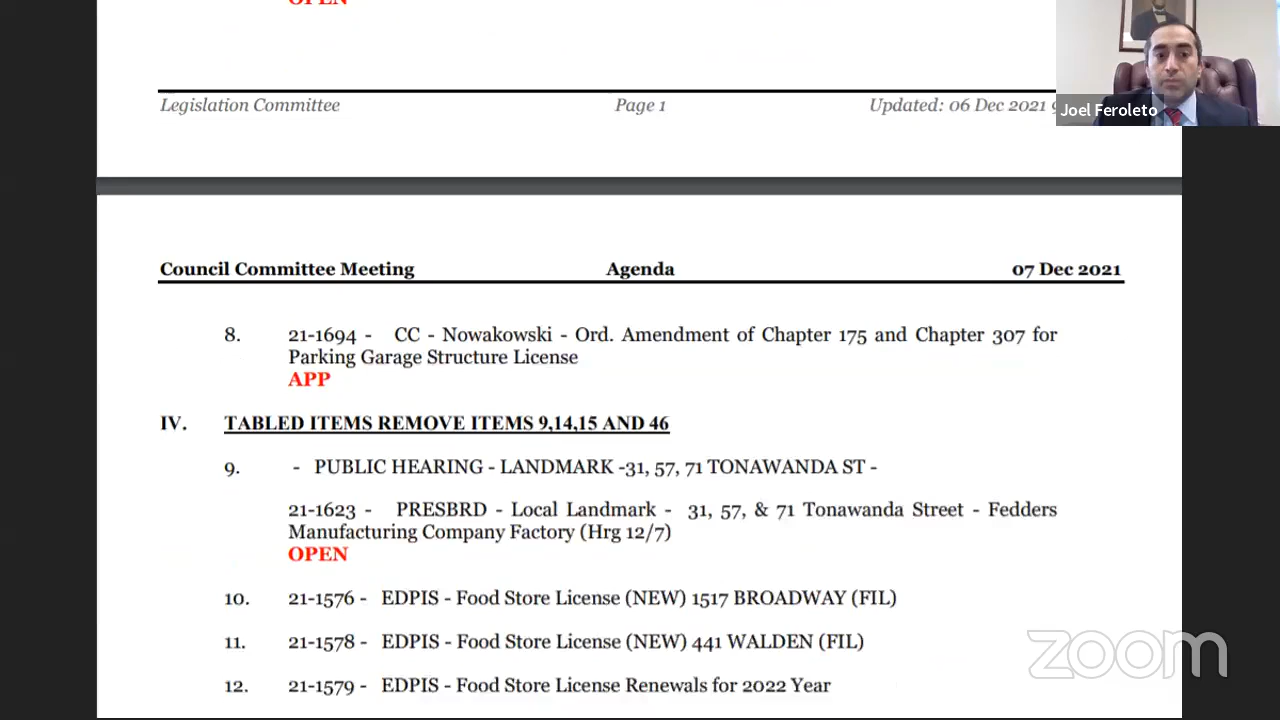 OPEN
Legislation Committee Page 1 Updated: 06 Dec 2021
Joel Feroleto
Council Committee Meeting Agenda 07 Dec 2021
8. 21-1694 - CC - Nowakowski - Ord. Amendment of Chapter 175 and Chapter 307 for
Parking Garage Structure License
APP
IV. TABLED ITEMS REMOVE ITEMS 9,14,15 AND 46
9. - PUBLIC HEARING - LANDMARK -31, 57, 71 TONAWANDA ST -
21-1623 - PRESBRD - Local Landmark - 31, 57, & 71 Tonawanda Street - Fedders
Manufacturing Company Factory (Hrg 12/7)
OPEN
10. 21-1576 - EDPIS - Food Store License (NEW) 1517 BROADWAY (FIL)
11. 21-1578 - EDPIS - Food Store License (NEW) 441 WALDEN (FIL)
12. 21-1579 - EDPIS - Food Store License Renewals for 2022 Year
zoom